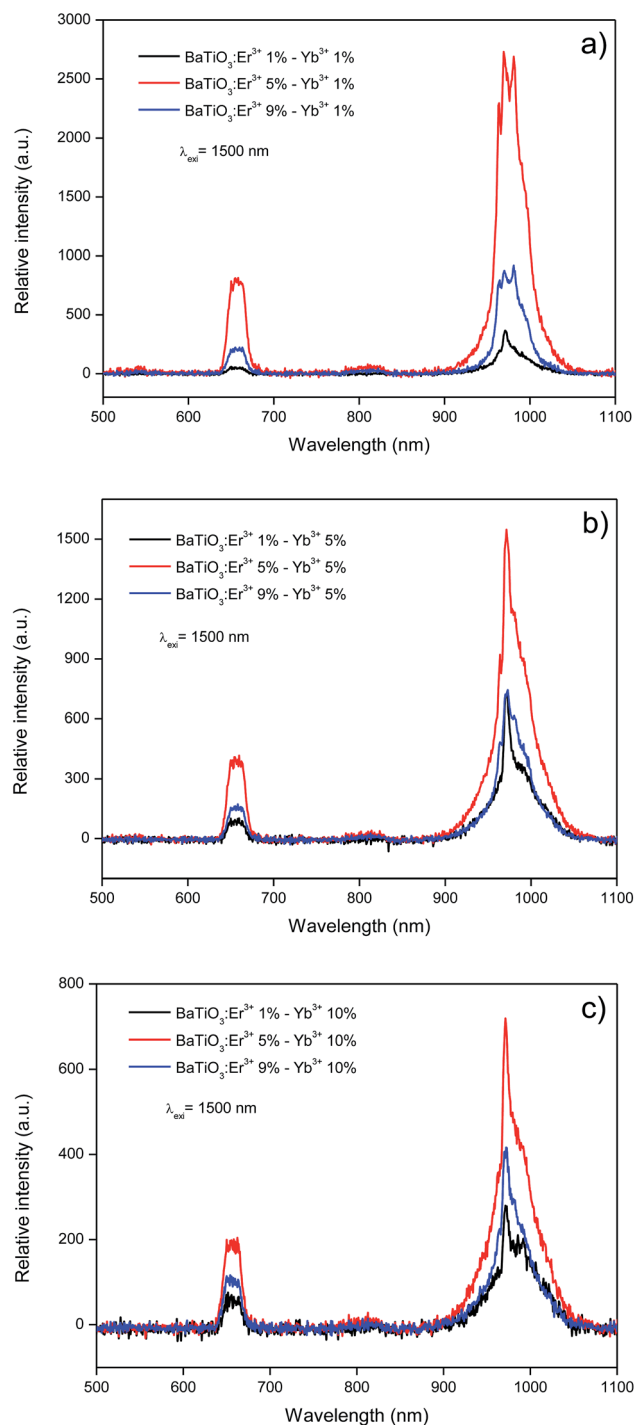 a)
3000
2500
2000
1500
1000
500
0
BaTiO₃:Er³⁺ 1% - Yb³⁺ 1%
BaTiO₃:Er³⁺ 5% - Yb³⁺ 1%
BaTiO₃:Er³⁺ 9% - Yb³⁺ 1%
λₑₓᵢ= 1500 nm
Relative intensity (a.u.)
500 600 700 800 900 1000 1100
Wavelength (nm)
b)
1500
1200
900
600
300
0
BaTiO₃:Er³⁺ 1% - Yb³⁺ 5%
BaTiO₃:Er³⁺ 5% - Yb³⁺ 5%
BaTiO₃:Er³⁺ 9% - Yb³⁺ 5%
λₑₓᵢ= 1500 nm
Relative intensity (a.u.)
500 600 700 800 900 1000 1100
Wavelength (nm)
c)
800
600
400
200
0
BaTiO₃:Er³⁺ 1% - Yb³⁺ 10%
BaTiO₃:Er³⁺ 5% - Yb³⁺ 10%
BaTiO₃:Er³⁺ 9% - Yb³⁺ 10%
λₑₓᵢ= 1500 nm
Relative intensity (a.u.)
500 600 700 800 900 1000 1100
Wavelength (nm)